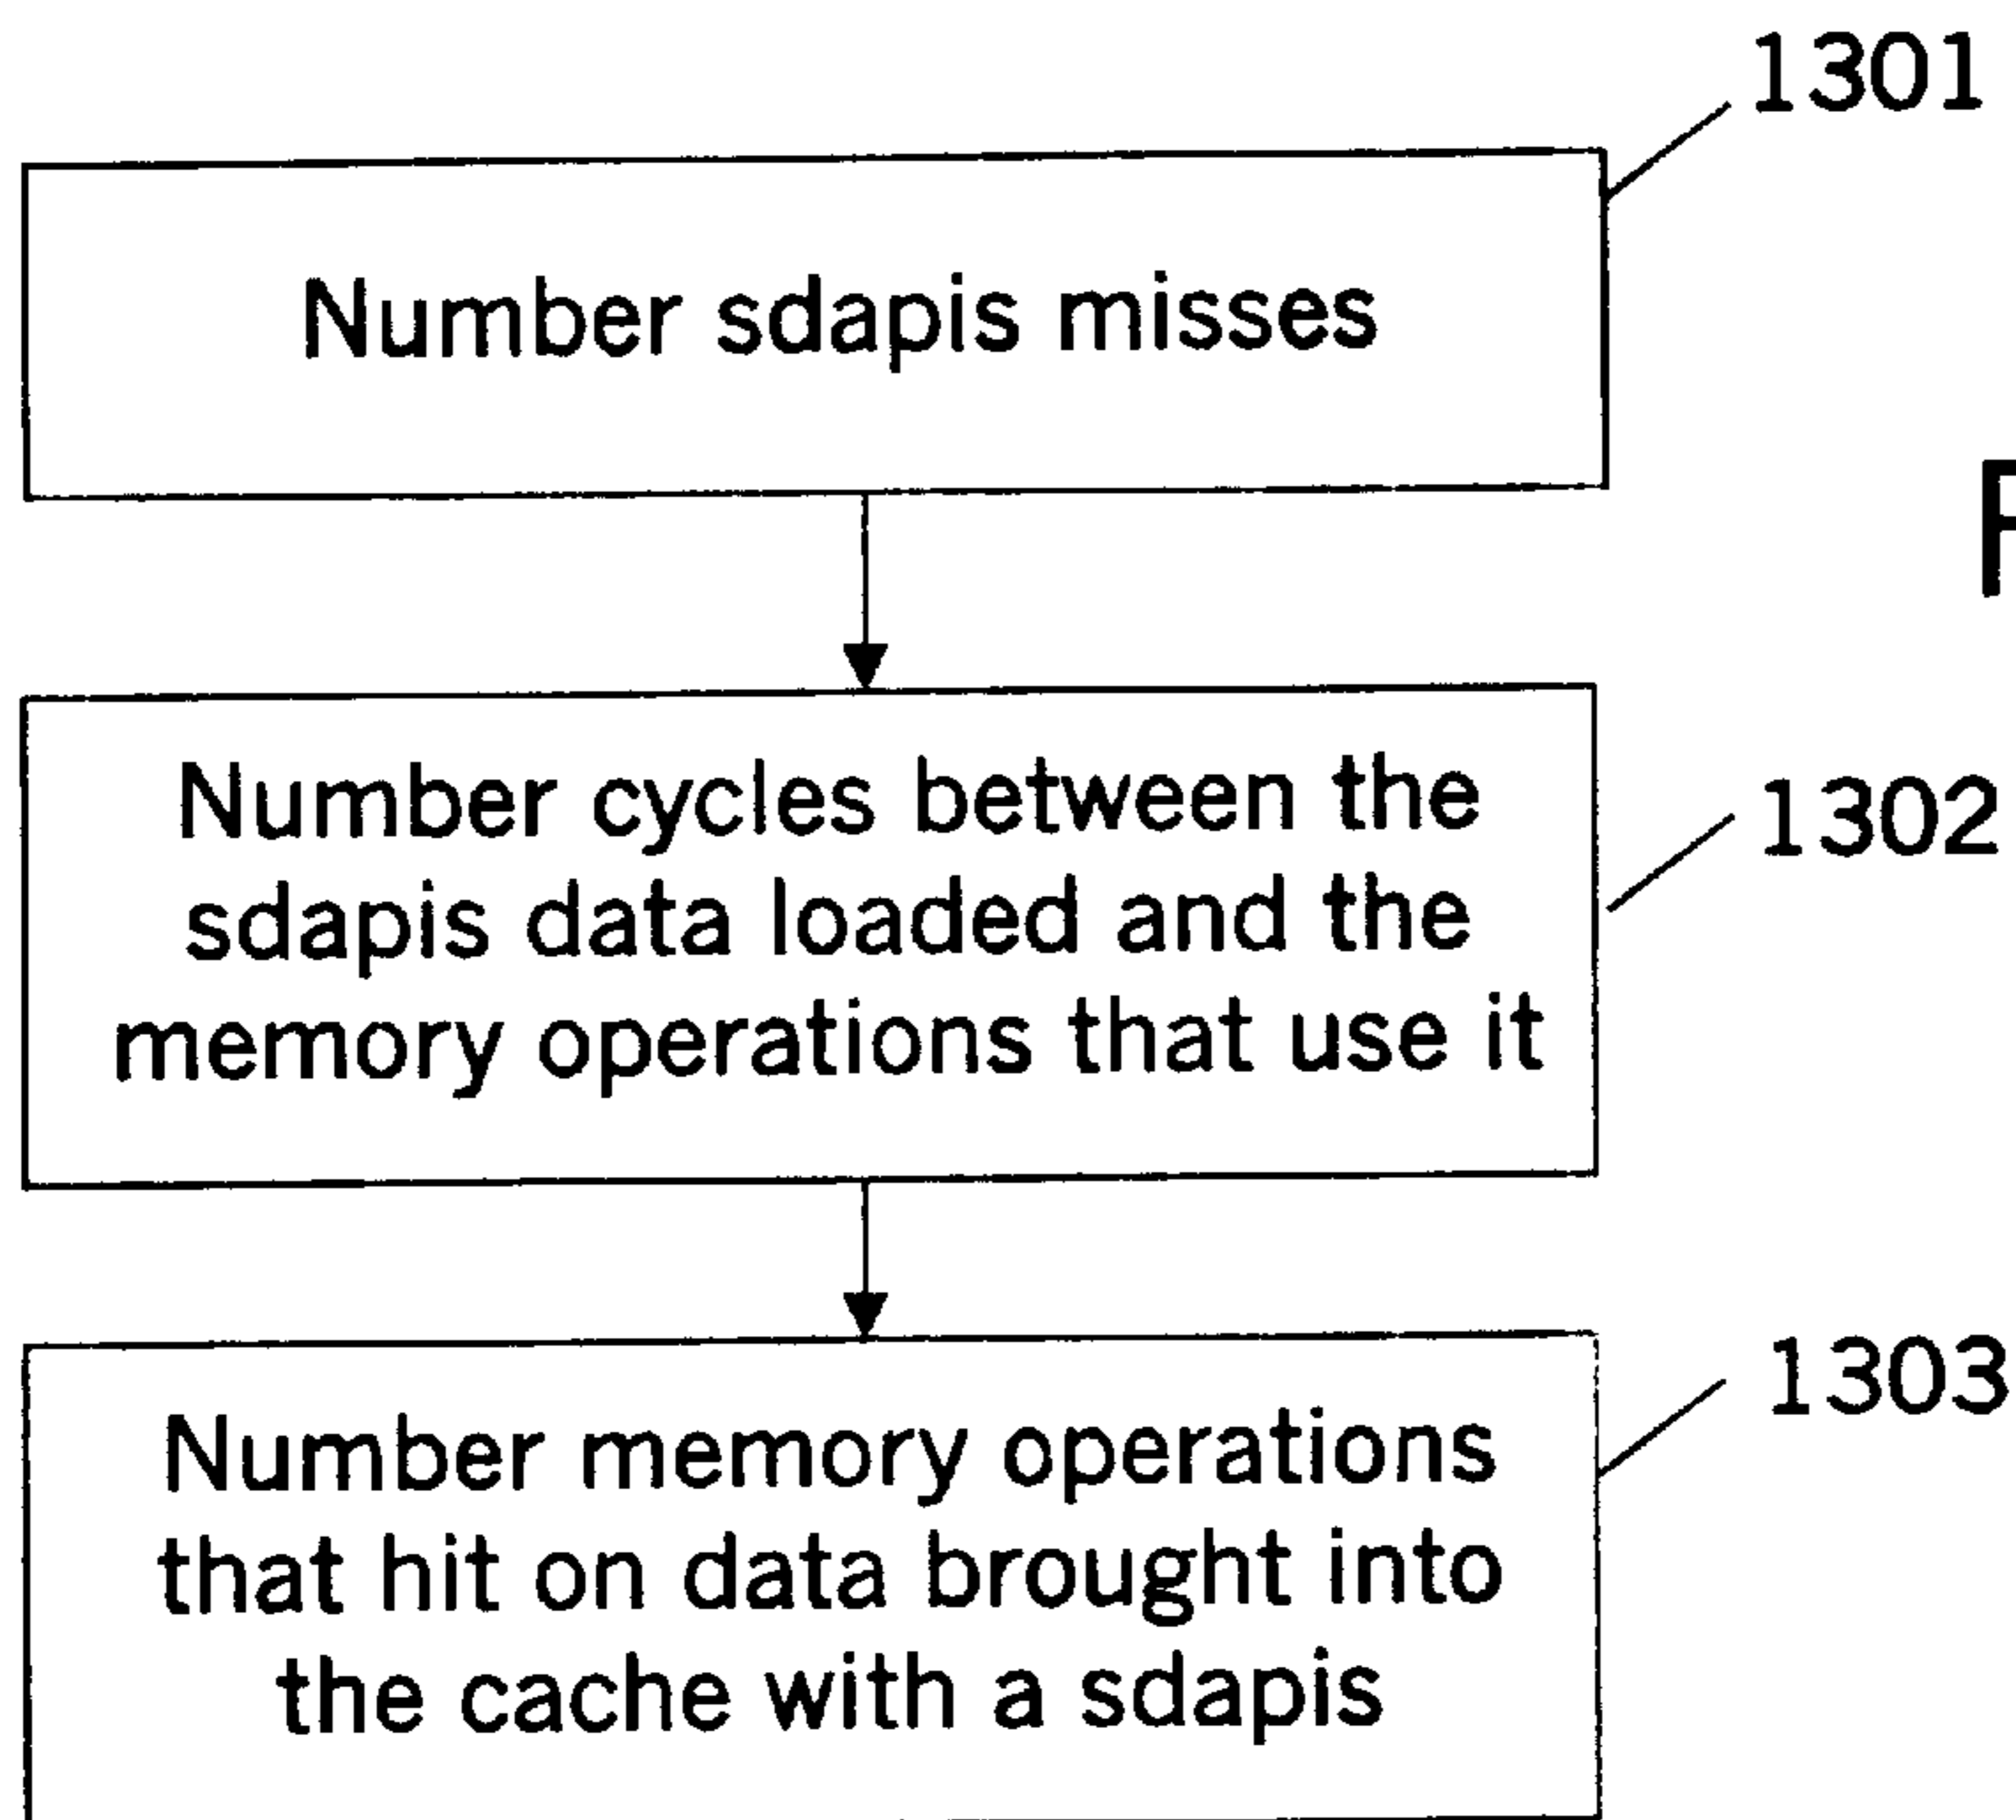 1301
Number sdapis misses
Number cycles between the
sdapis data loaded and the
memory operations that use it
1302
Number memory operations
that hit on data brought into
the cache with a sdapis
1303